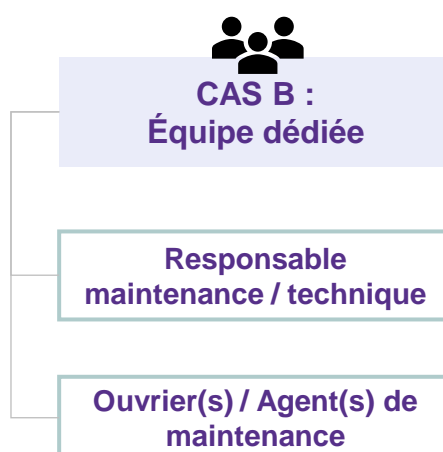 CAS B :
Équipe dédiée
Responsable
maintenance / technique
Ouvrier(s) / Agent(s) de
maintenance